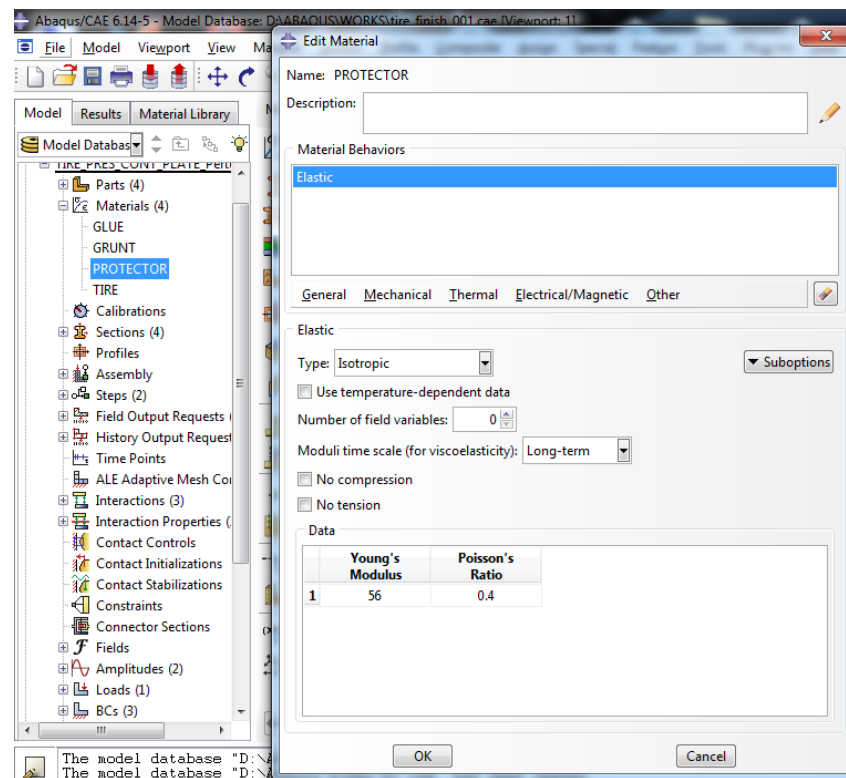 Abaqus/CAE 6.14-5 - Model Database: D:\ABAQUS\WORKS\tire_finish_001.cae [Viewport: 1]
File Model Viewport View
Model Results Material Library
Model Databas
TIRE_PRES_CONT_PLATE_
Parts (4)
Materials (4)
GLUE
GRUNT
PROTECTOR
TIRE
Calibrations
Sections (4)
Profiles
Assembly
Steps (2)
Field Output Requests (
History Output Request
Time Points
ALE Adaptive Mesh Co
Interactions (3)
Interaction Properties (
Contact Controls
Contact Initializations
Contact Stabilizations
Constraints
Connector Sections
Fields
Amplitudes (2)
Loads (1)
BCs (3)
The model database "D:\
The model database "D:\
Edit Material
Name: PROTECTOR
Description:
Material Behaviors
Elastic
General Mechanical Thermal Electrical/Magnetic Other
Elastic
Type: Isotropic Suboptions
Use temperature-dependent data
Number of field variables: 0
Moduli time scale (for viscoelasticity): Long-term
No compression
No tension
Data
Young's Poisson's
Modulus Ratio
1 56 0.4
OK Cancel